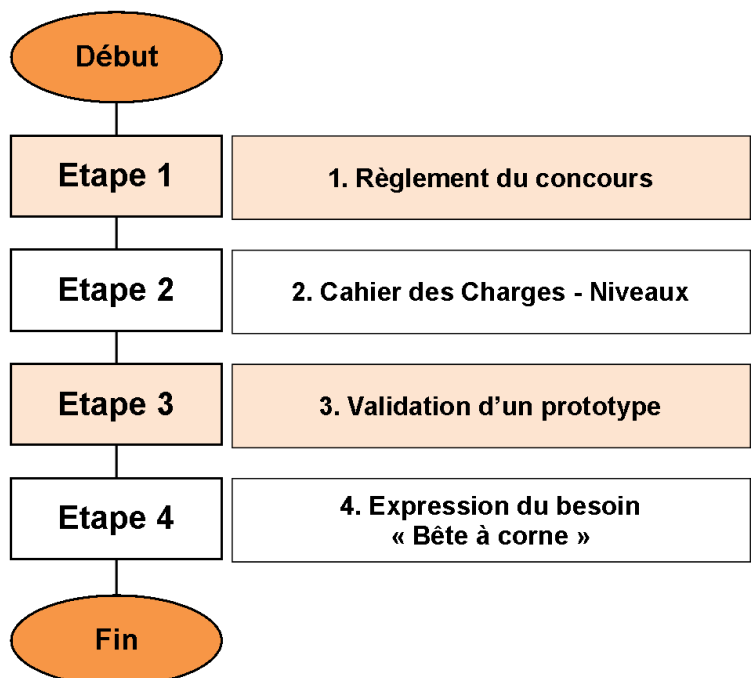 Début
Etape 1
1. Règlement du concours
Etape 2
2. Cahier des Charges - Niveaux
Etape 3
3. Validation d’un prototype
Etape 4
4. Expression du besoin
« Bête à corne »
Fin